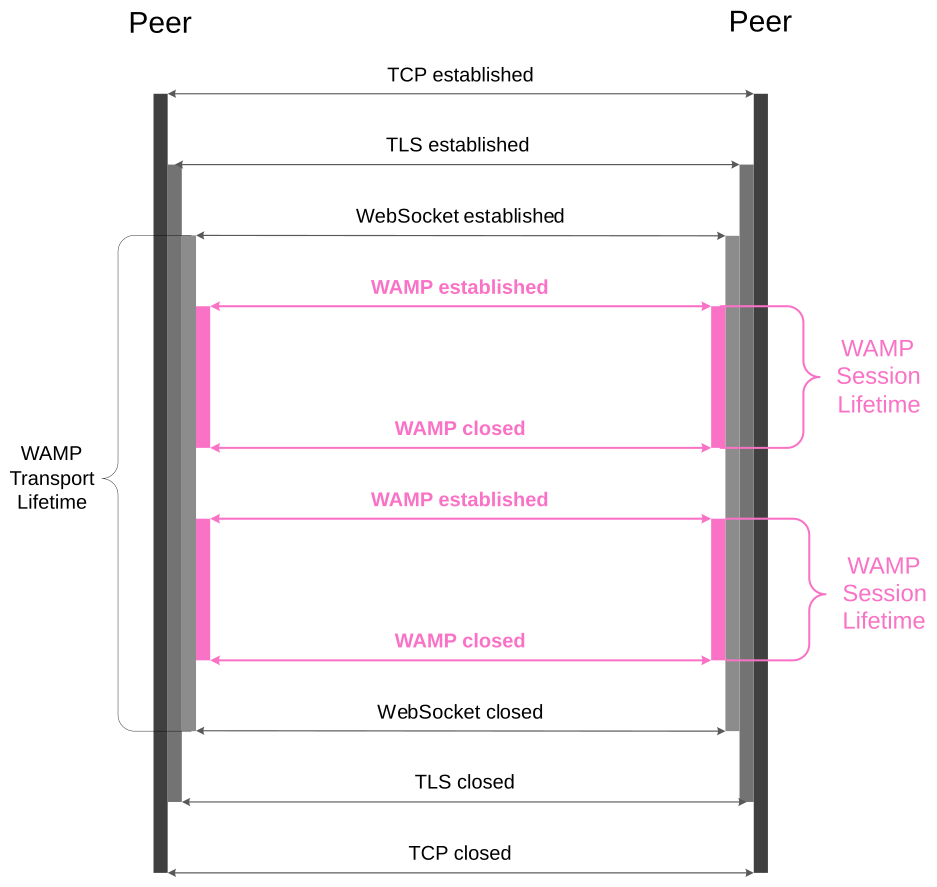 Peer
Peer
TCP established
TLS established
WebSocket established
WAMP established
WAMP
Session
Lifetime
WAMP closed
WAMP
Transport
Lifetime
WAMP established
WAMP
Session
Lifetime
WAMP closed
WebSocket closed
TLS closed
TCP closed